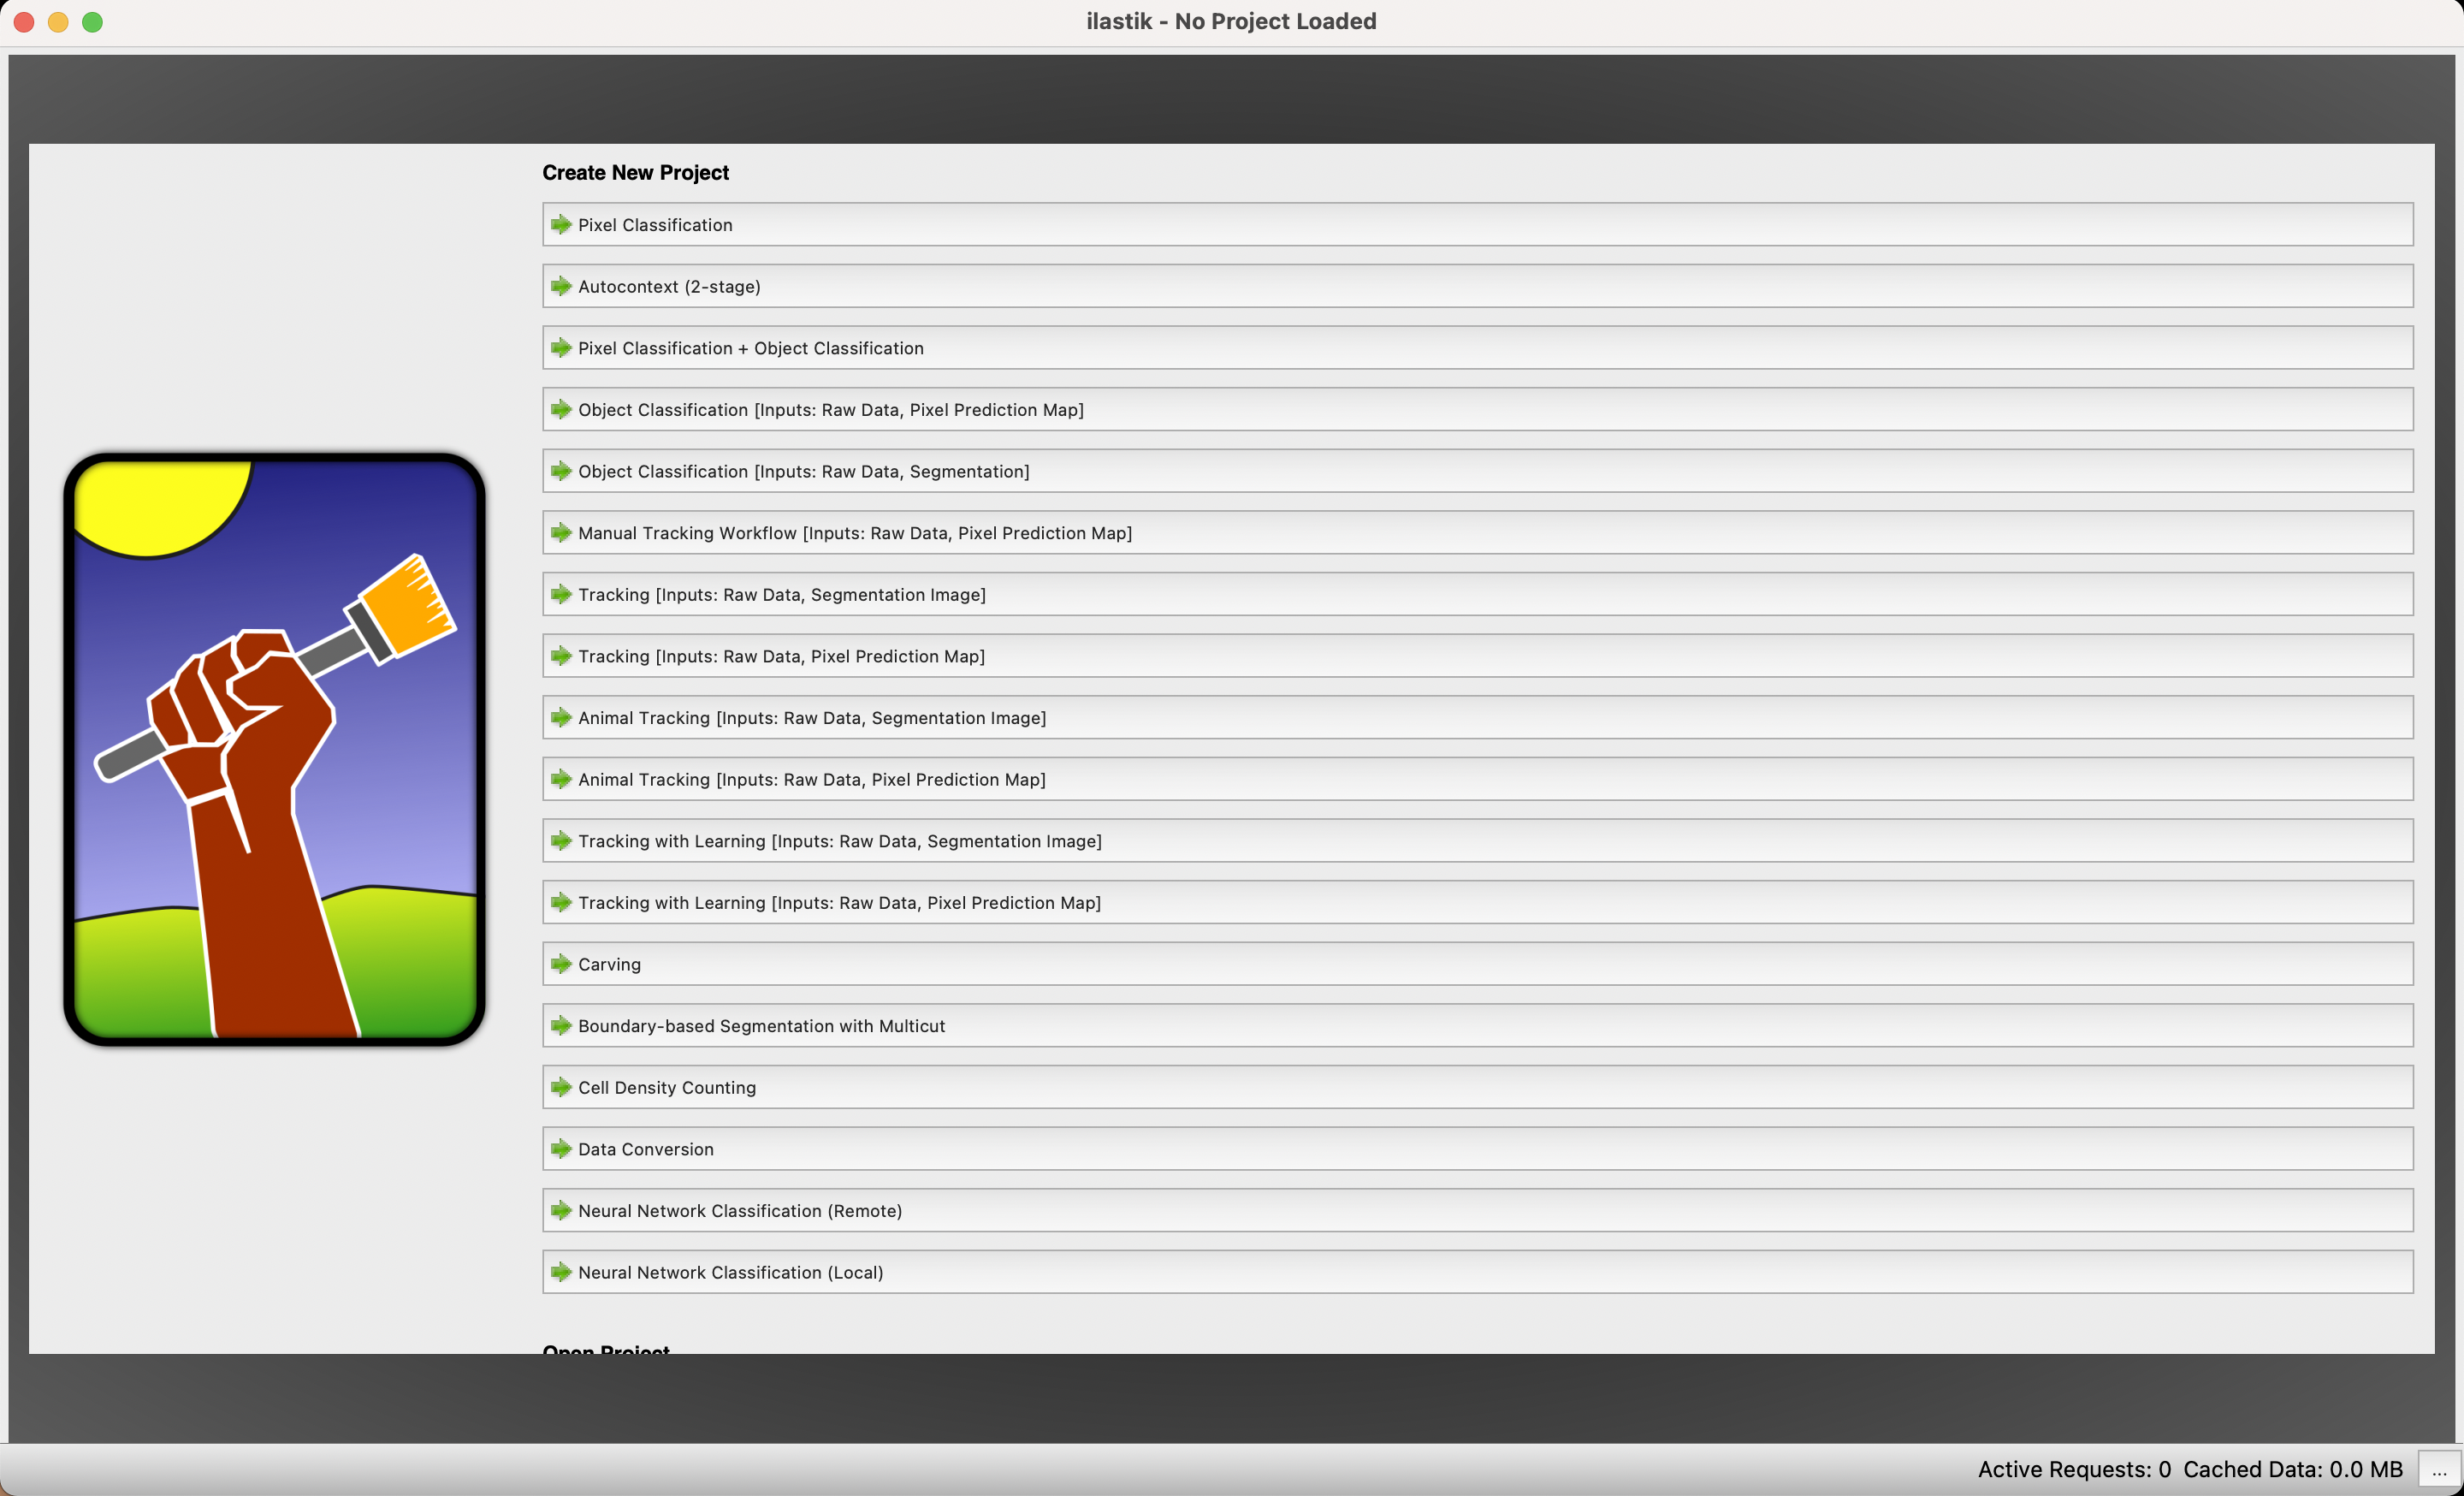 ilastik - No Project Loaded
Create New Project
Pixel Classification
Autocontext (2-stage)
Pixel Classification + Object Classification
Object Classification [Inputs: Raw Data, Pixel Prediction Map]
Object Classification [Inputs: Raw Data, Segmentation]
Manual Tracking Workflow [Inputs: Raw Data, Pixel Prediction Map]
Tracking [Inputs: Raw Data, Segmentation Image]
Tracking [Inputs: Raw Data, Pixel Prediction Map]
Animal Tracking [Inputs: Raw Data, Segmentation Image]
Animal Tracking [Inputs: Raw Data, Pixel Prediction Map]
Tracking with Learning [Inputs: Raw Data, Segmentation Image]
Tracking with Learning [Inputs: Raw Data, Pixel Prediction Map]
Carving
Boundary-based Segmentation with Multicut
Cell Density Counting
Data Conversion
Neural Network Classification (Remote)
Neural Network Classification (Local)
Open Project
Active Requests: 0 Cached Data: 0.0 MB ...